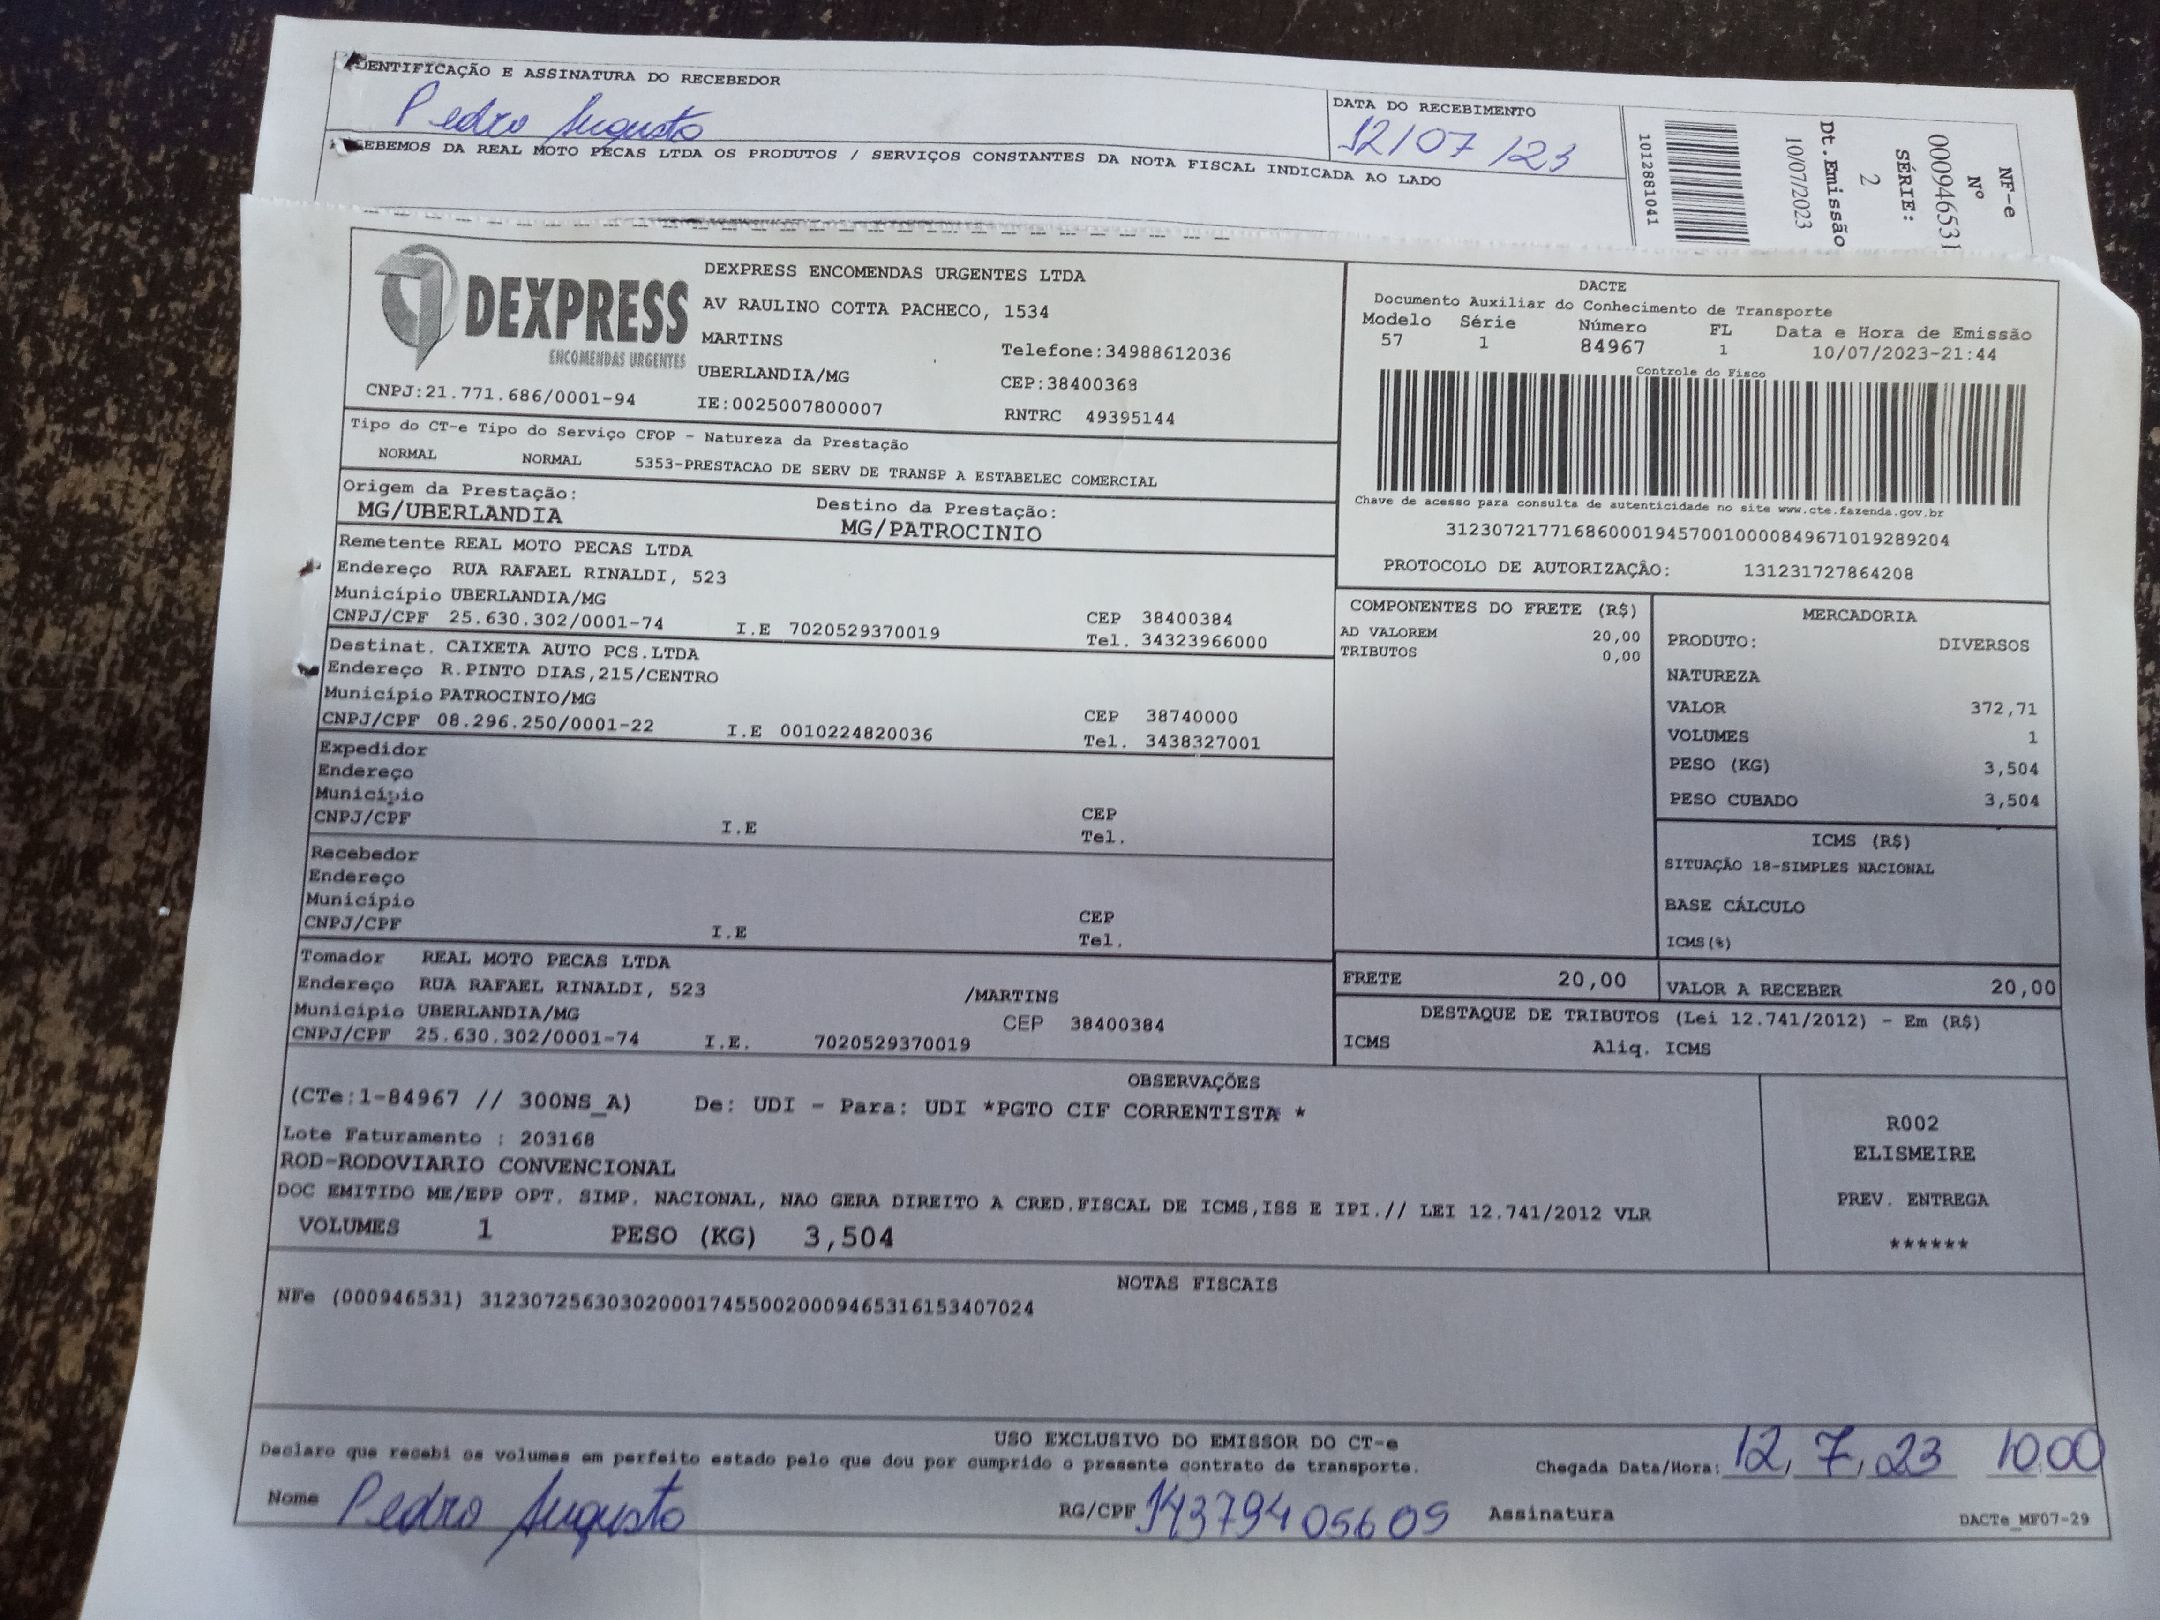 IDENTIFICAÇÃO E ASSINATURA DO RECEBEDOR
Pedro Augusto
DATA DO RECEBIMENTO
12/07/23
RECEBEMOS DA REAL MOTO PECAS LTDA OS PRODUTOS / SERVIÇOS CONSTANTES DA NOTA FISCAL INDICADA AO LADO
1012881041
NF-e
Nº
000946531
SÉRIE:
2
Dt.Emissão
10/07/2023
DEXPRESS
ENCOMENDAS URGENTES
CNPJ:21.771.686/0001-94
DEXPRESS ENCOMENDAS URGENTES LTDA
AV RAULINO COTTA PACHECO, 1534
MARTINS
Telefone:34988612036
UBERLANDIA/MG
CEP:38400368
IE:0025007800007
RNTRC 49395144
DACTE
Documento Auxiliar do Conhecimento de Transporte
Modelo Série Número FL Data e Hora de Emissão
57 1 84967 1 10/07/2023-21:44
Controle do Fisco
Chave de acesso para consulta de autenticidade no site www.cte.fazenda.gov.br
31230721771686000194570010000849671019289204
PROTOCOLO DE AUTORIZAÇÂO: 131231727864208
Tipo do CT-e Tipo do Serviço CFOP - Natureza da Prestação
NORMAL NORMAL 5353-PRESTACAO DE SERV DE TRANSP A ESTABELEC COMERCIAL
Origem da Prestação: Destino da Prestação:
MG/UBERLANDIA MG/PATROCINIO
Remetente REAL MOTO PECAS LTDA
Endereço RUA RAFAEL RINALDI, 523
Município UBERLANDIA/MG
CEP 38400384
CNPJ/CPF 25.630.302/0001-74 I.E 7020529370019 Tel. 34323966000
Destinat. CAIXETA AUTO PCS.LTDA
Endereço R.PINTO DIAS,215/CENTRO
Município PATROCINIO/MG
CEP 38740000
CNPJ/CPF 08.296.250/0001-22 I.E 0010224820036 Tel. 3438327001
Expedidor
Endereço
Município
CEP
CNPJ/CPF I.E Tel.
Recebedor
Endereço
Município
CEP
CNPJ/CPF I.E Tel.
Tomador REAL MOTO PECAS LTDA
Endereço RUA RAFAEL RINALDI, 523 /MARTINS
Município UBERLANDIA/MG CEP 38400384
CNPJ/CPF 25.630.302/0001-74 I.E. 7020529370019
COMPONENTES DO FRETE (R$)
AD VALOREM 20,00
TRIBUTOS 0,00
MERCADORIA
PRODUTO: DIVERSOS
NATUREZA
VALOR 372,71
VOLUMES 1
PESO (KG) 3,504
PESO CUBADO 3,504
ICMS (R$)
SITUAÇÃO 18-SIMPLES NACIONAL
BASE CÁLCULO
ICMS(%)
FRETE 20,00 VALOR A RECEBER 20,00
DESTAQUE DE TRIBUTOS (Lei 12.741/2012) - Em (R$)
ICMS Aliq. ICMS
OBSERVAÇÕES
(CTe:1-84967 // 300NS_A) De: UDI - Para: UDI *PGTO CIF CORRENTISTA *
Lote Faturamento : 203168
ROD-RODOVIARIO CONVENCIONAL
DOC EMITIDO ME/EPP OPT. SIMP. NACIONAL, NAO GERA DIREITO A CRED.FISCAL DE ICMS,ISS E IPI.// LEI 12.741/2012 VLR
VOLUMES 1 PESO (KG) 3,504
R002
ELISMEIRE
PREV. ENTREGA
******
NOTAS FISCAIS
NFe (000946531) 31230725630302000174550020009465316153407024
USO EXCLUSIVO DO EMISSOR DO CT-e
Declaro que recebi os volumes em perfeito estado pelo que dou por cumprido o presente contrato de transporte.
Chegada Data/Hora: 12, 7, 23 10:00
Nome Pedro Augusto RG/CPF 14379405609 Assinatura
DACTe_MF07-29